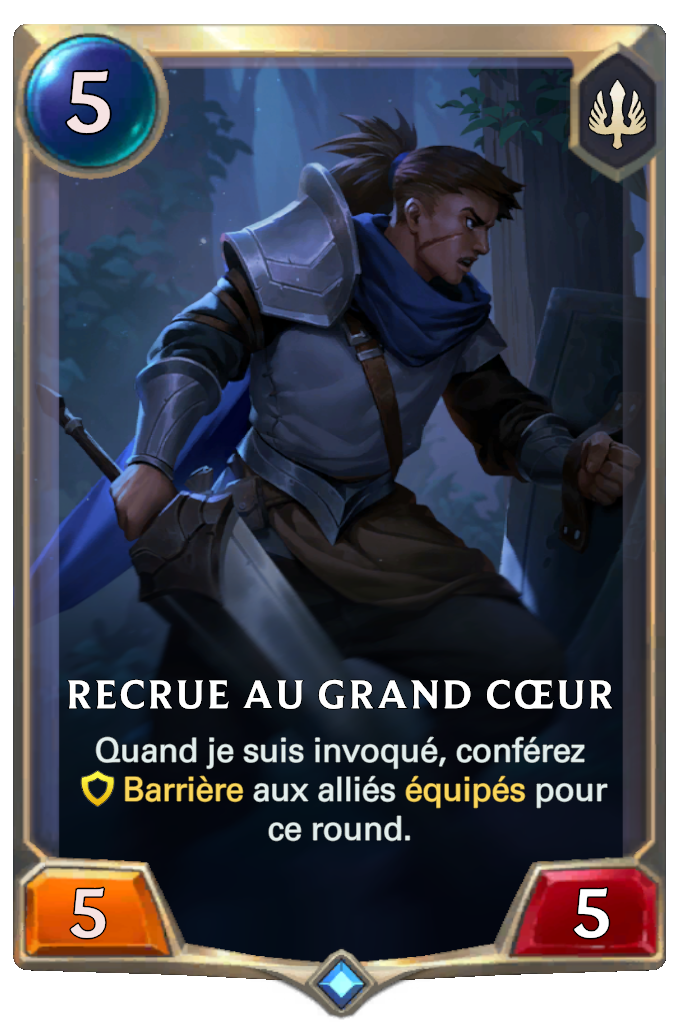 5
RECRUE AU GRAND CŒUR
Quand je suis invoqué, conférez
Barrière aux alliés équipés pour
ce round.
5 5